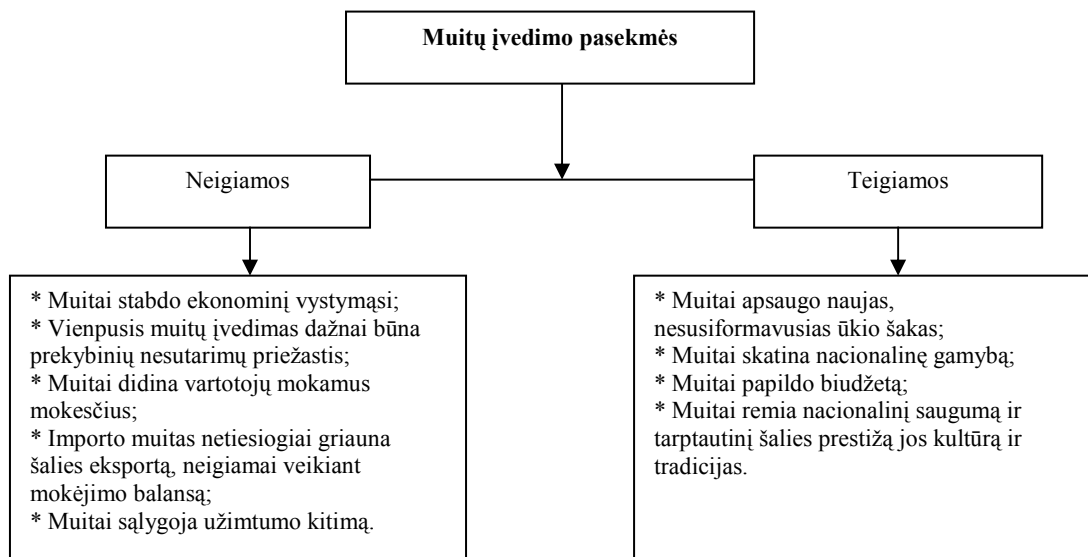 Muitų įvedimo pasekmės
Neigiamos
Teigiamos
* Muitai stabdo ekonominį vystymąsi;
* Vienpusis muitų įvedimas dažnai būna
prekybinių nesutarimų priežastis;
* Muitai didina vartotojų mokamus
mokesčius;
* Importo muitas netiesiogiai griauna
šalies eksportą, neigiamai veikiant
mokėjimo balansą;
* Muitai sąlygoja užimtumo kitimą.
* Muitai apsaugo naujas,
nesusiformavusias ūkio šakas;
* Muitai skatina nacionalinę gamybą;
* Muitai papildo biudžetą;
* Muitai remia nacionalinį saugumą ir
tarptautinį šalies prestižą jos kultūrą ir
tradicijas.